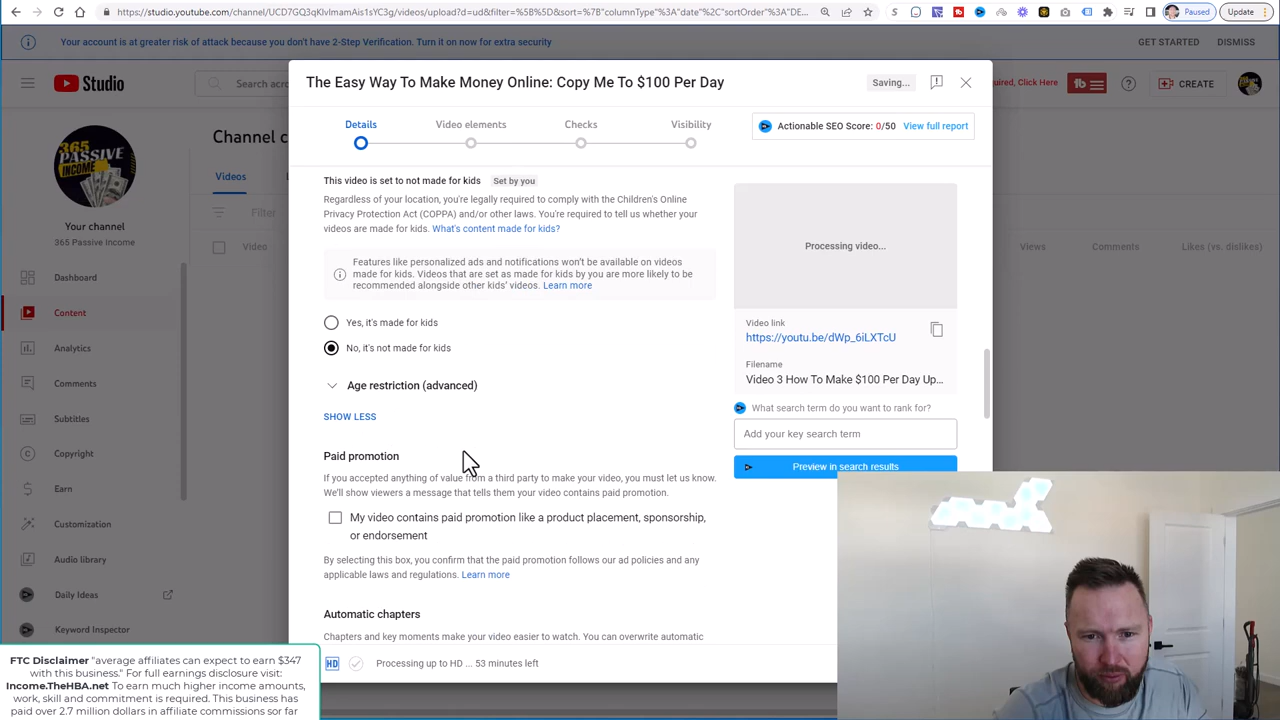 https://studio.youtube.com/channel/UCD7GQ3qKIvImamAis1sYC3g/videos/upload?d=ud&filter=%5B%5D&sort=%7B"columnType"%3A"date"%2C"sortOrder"%3A"DE...
Paused
Update
Your account is at greater risk of attack because you don't have 2-Step Verification. Turn it on now for extra security
GET STARTED
DISMISS
Studio
Search acro
The Easy Way To Make Money Online: Copy Me To $100 Per Day
Saving...
uired, Click Here
CREATE
Details
Video elements
Checks
Visibility
Actionable SEO Score: 0/50
View full report
Channel c
365
PASSIVE
INCOME
Videos
Filter
Your channel
365 Passive Income
Video
Views
Comments
Likes (vs. dislikes)
Dashboard
Content
Analytics
Comments
Subtitles
Copyright
Earn
Customization
Audio library
Daily Ideas
Keyword Inspector
This video is set to not made for kids
Set by you
Regardless of your location, you're legally required to comply with the Children's Online
Privacy Protection Act (COPPA) and/or other laws. You're required to tell us whether your
videos are made for kids. What's content made for kids?
Features like personalized ads and notifications won't be available on videos
made for kids. Videos that are set as made for kids by you are more likely to be
recommended alongside other kids' videos. Learn more
Yes, it's made for kids
No, it's not made for kids
Age restriction (advanced)
SHOW LESS
Paid promotion
If you accepted anything of value from a third party to make your video, you must let us know.
We'll show viewers a message that tells them your video contains paid promotion.
My video contains paid promotion like a product placement, sponsorship,
or endorsement
By selecting this box, you confirm that the paid promotion follows our ad policies and any
applicable laws and regulations. Learn more
Automatic chapters
Chapters and key moments make your video easier to watch. You can overwrite automatic
HD
Processing up to HD ... 53 minutes left
Processing video...
Video link
https://youtu.be/dWp_6iLXTcU
Filename
Video 3 How To Make $100 Per Day Up...
What search term do you want to rank for?
Add your key search term
Preview in search results
FTC Disclaimer "average affiliates can expect to earn $347
with this business." For full earnings disclosure visit:
Income.TheHBA.net To earn much higher income amounts,
work, skill and commitment is required. This business has
paid over 2.7 million dollars in affiliate commissions sor far